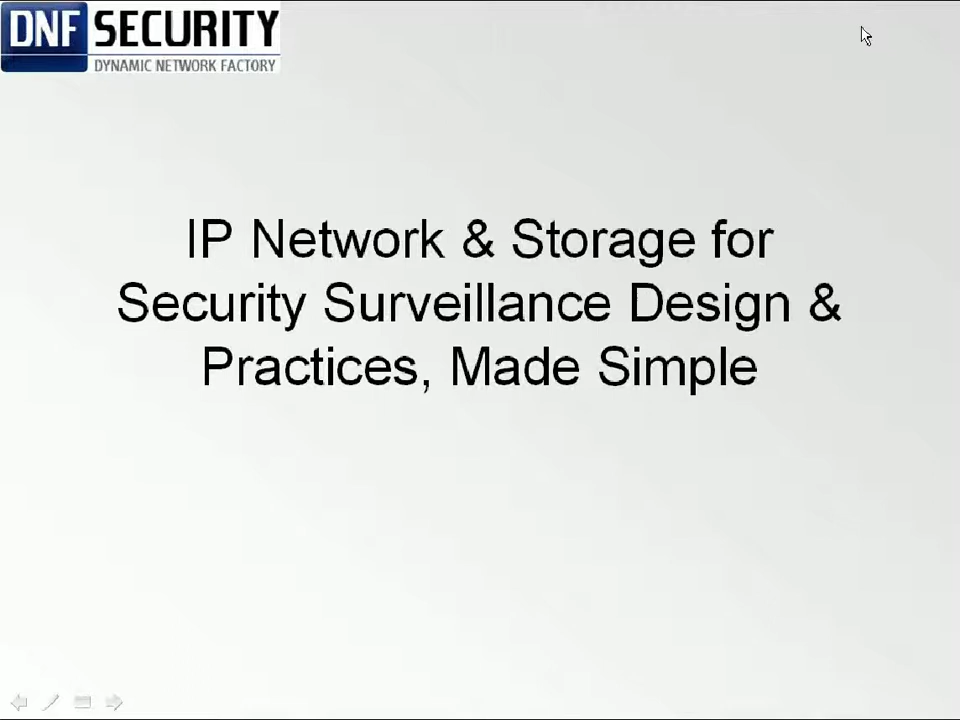 DNF SECURITY
DYNAMIC NETWORK FACTORY
IP Network & Storage for
Security Surveillance Design &
Practices, Made Simple